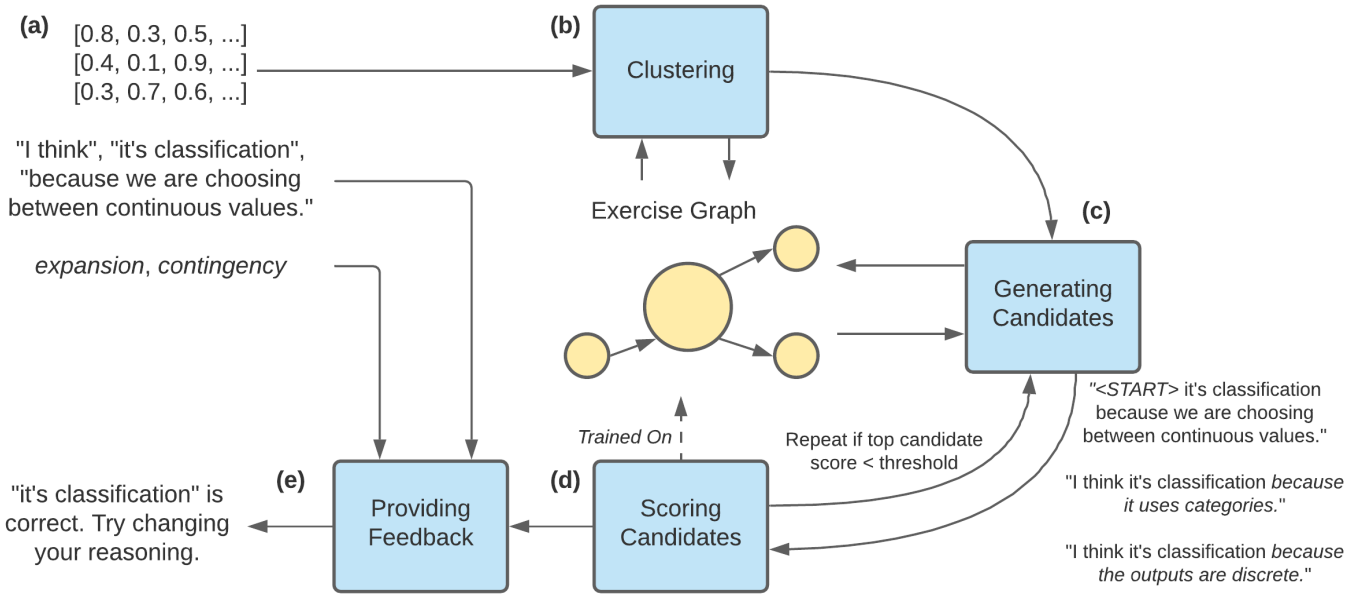 (a)
[0.8, 0.3, 0.5, ...]
[0.4, 0.1, 0.9, ...]
[0.3, 0.7, 0.6, ...]
"I think", "it's classification",
"because we are choosing
between continuous values."
expansion, contingency
(b)
Clustering
Exercise Graph
(c)
Generating
Candidates
"<START> it's classification
because we are choosing
between continuous values."
"I think it's classification because
it uses categories."
"I think it's classification because
the outputs are discrete."
Trained On
Repeat if top candidate
score < threshold
(d)
Scoring
Candidates
(e)
Providing
Feedback
"it's classification" is
correct. Try changing
your reasoning.